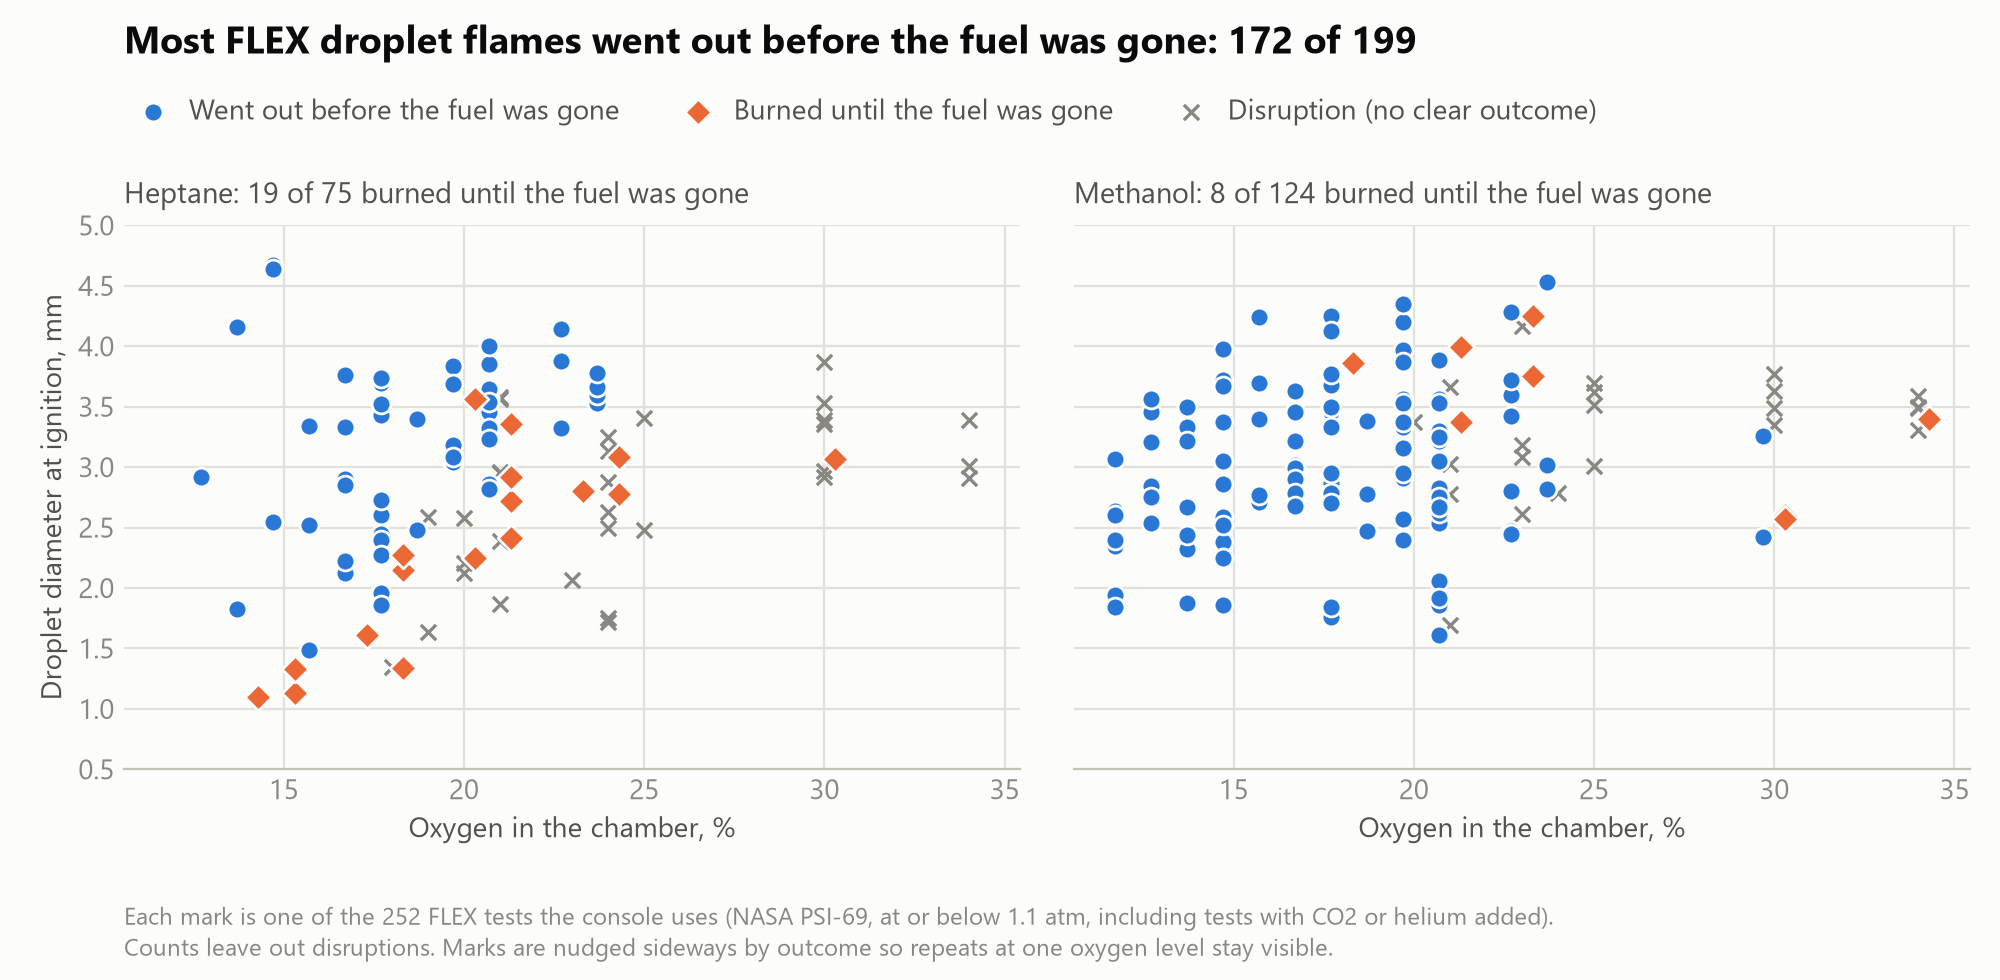 Most FLEX droplet flames went out before the fuel was gone: 172 of 199
Went out before the fuel was gone
Burned until the fuel was gone
Disruption (no clear outcome)
Heptane: 19 of 75 burned until the fuel was gone
Methanol: 8 of 124 burned until the fuel was gone
Droplet diameter at ignition, mm
5.0
4.5
4.0
3.5
3.0
2.5
2.0
1.5
1.0
0.5
15 20 25 30 35
15 20 25 30 35
Oxygen in the chamber, %
Oxygen in the chamber, %
Each mark is one of the 252 FLEX tests the console uses (NASA PSI-69, at or below 1.1 atm, including tests with CO2 or helium added).
Counts leave out disruptions. Marks are nudged sideways by outcome so repeats at one oxygen level stay visible.